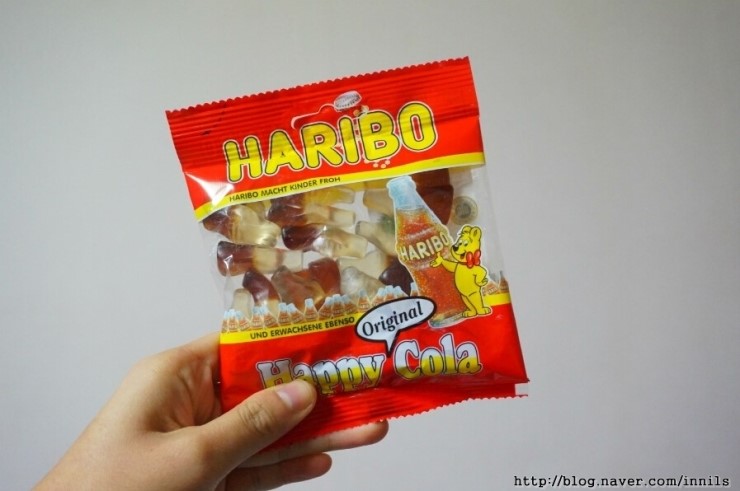 HARIBO
HARIBO MACHT KINDER FROH
HARIBO
UND ERWACHSENE EBENSO
Original
Happy Cola
http://blog.naver.com/innils